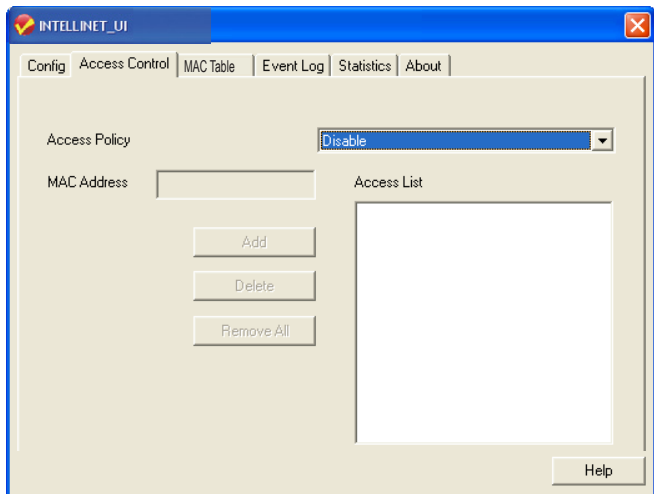 INTELLINET_UI
Config Access Control MAC Table Event Log Statistics About
Access Policy Disable
MAC Address Access List
Add
Delete
Remove All
Help